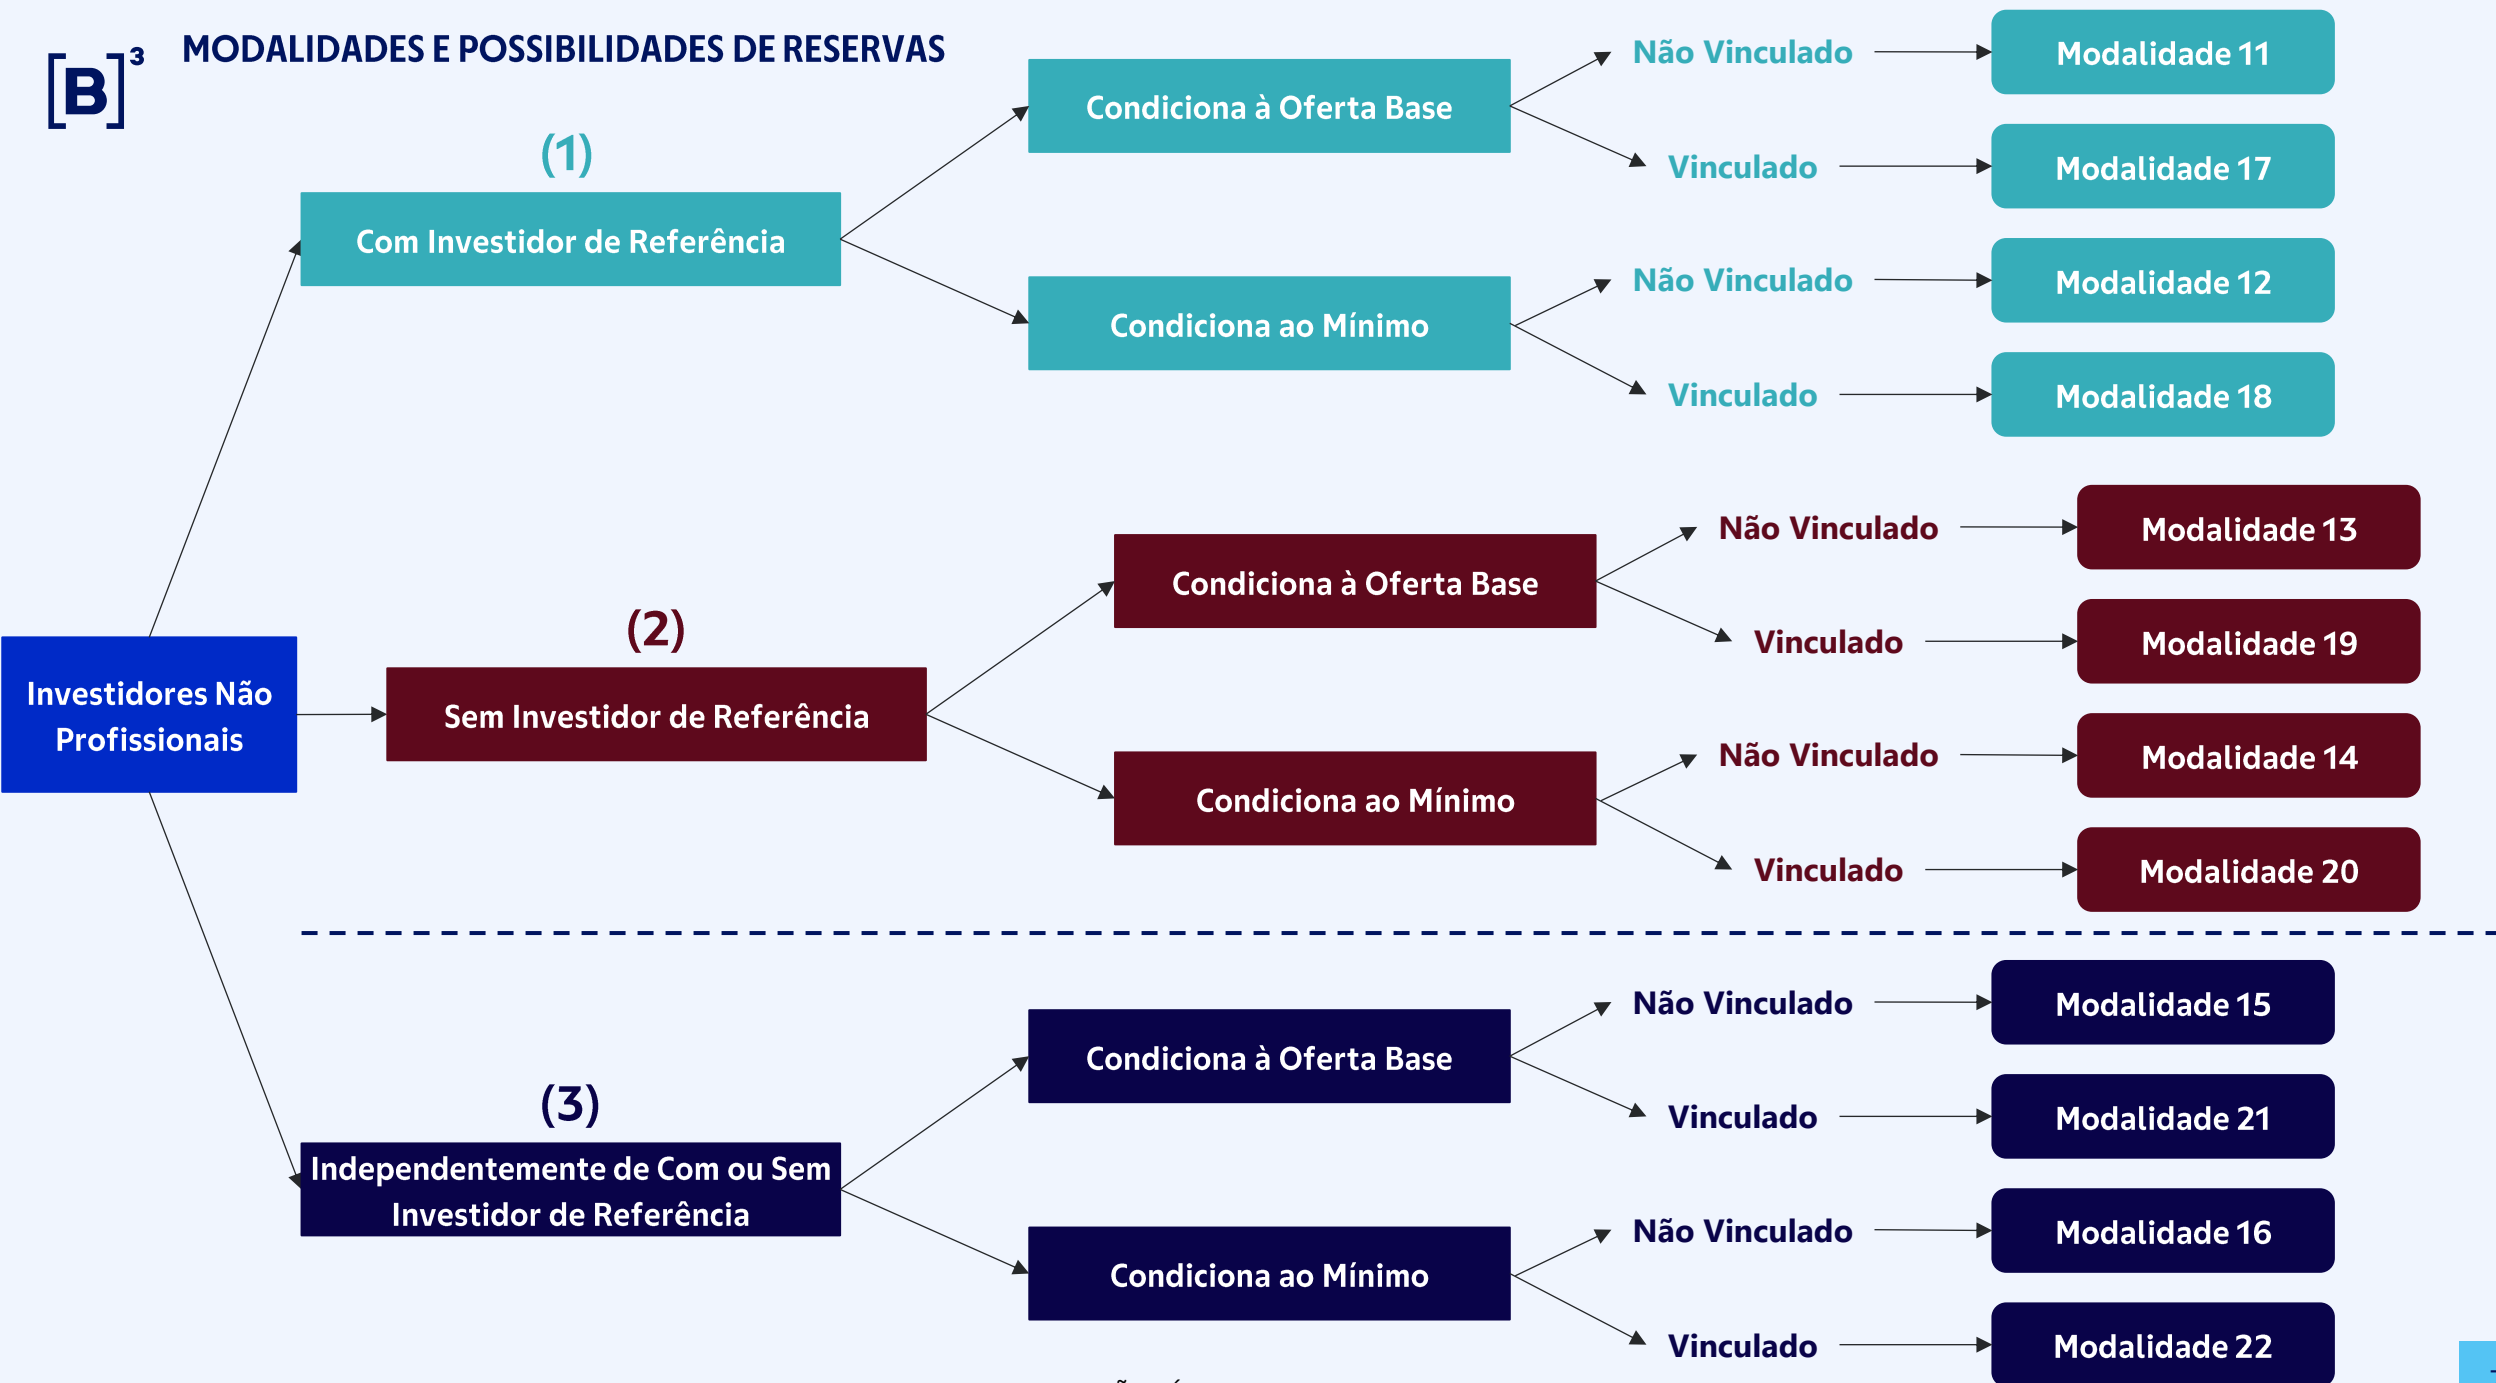 [B]³
MODALIDADES E POSSIBILIDADES DE RESERVAS
Investidores Não
Profissionais
(1)
Com Investidor de Referência
Condiciona à Oferta Base
Não Vinculado
Modalidade 11
Vinculado
Modalidade 17
Condiciona ao Mínimo
Não Vinculado
Modalidade 12
Vinculado
Modalidade 18
(2)
Sem Investidor de Referência
Condiciona à Oferta Base
Não Vinculado
Modalidade 13
Vinculado
Modalidade 19
Condiciona ao Mínimo
Não Vinculado
Modalidade 14
Vinculado
Modalidade 20
(3)
Independentemente de Com ou Sem
Investidor de Referência
Condiciona à Oferta Base
Não Vinculado
Modalidade 15
Vinculado
Modalidade 21
Condiciona ao Mínimo
Não Vinculado
Modalidade 16
Vinculado
Modalidade 22